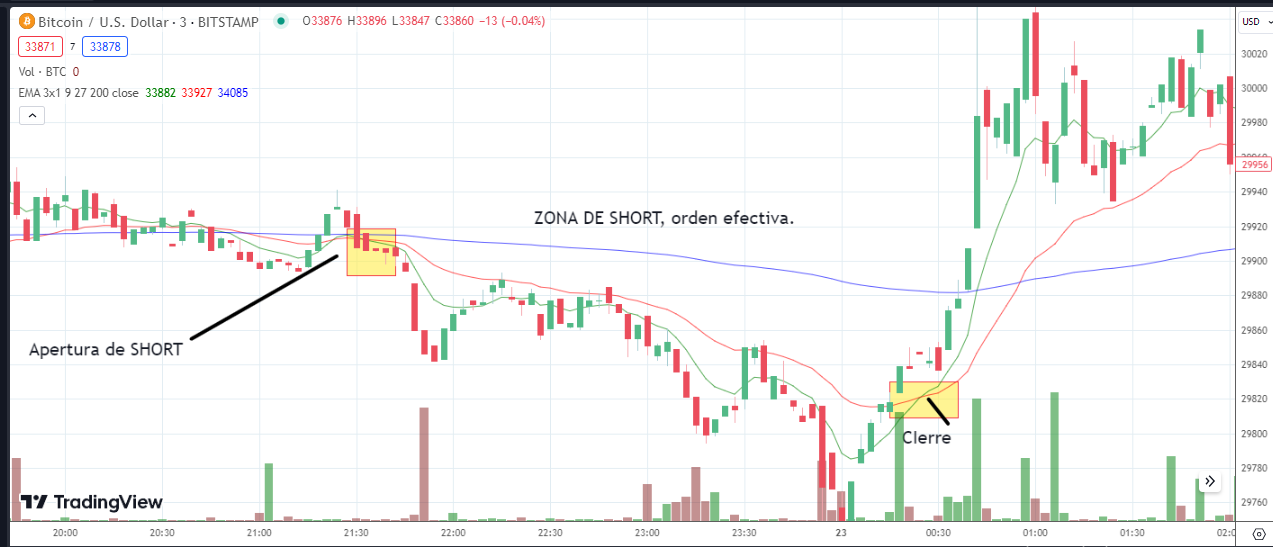 Bitcoin / U.S. Dollar · 3 · BITSTAMP O33876 H33896 L33847 C33860 −13 (−0.04%)
33871 7 33878
Vol · BTC 0
EMA 3x1 9 27 200 close 33882 33927 34085
USD
30020
30000
29980
29960
29956
29940
29920
29900
29880
29860
29840
29820
29800
29780
29760
ZONA DE SHORT, orden efectiva.
Apertura de SHORT
CIerre
TradingView
20:00 20:30 21:00 21:30 22:00 22:30 23:00 23:30 23 00:30 01:00 01:30 02:0